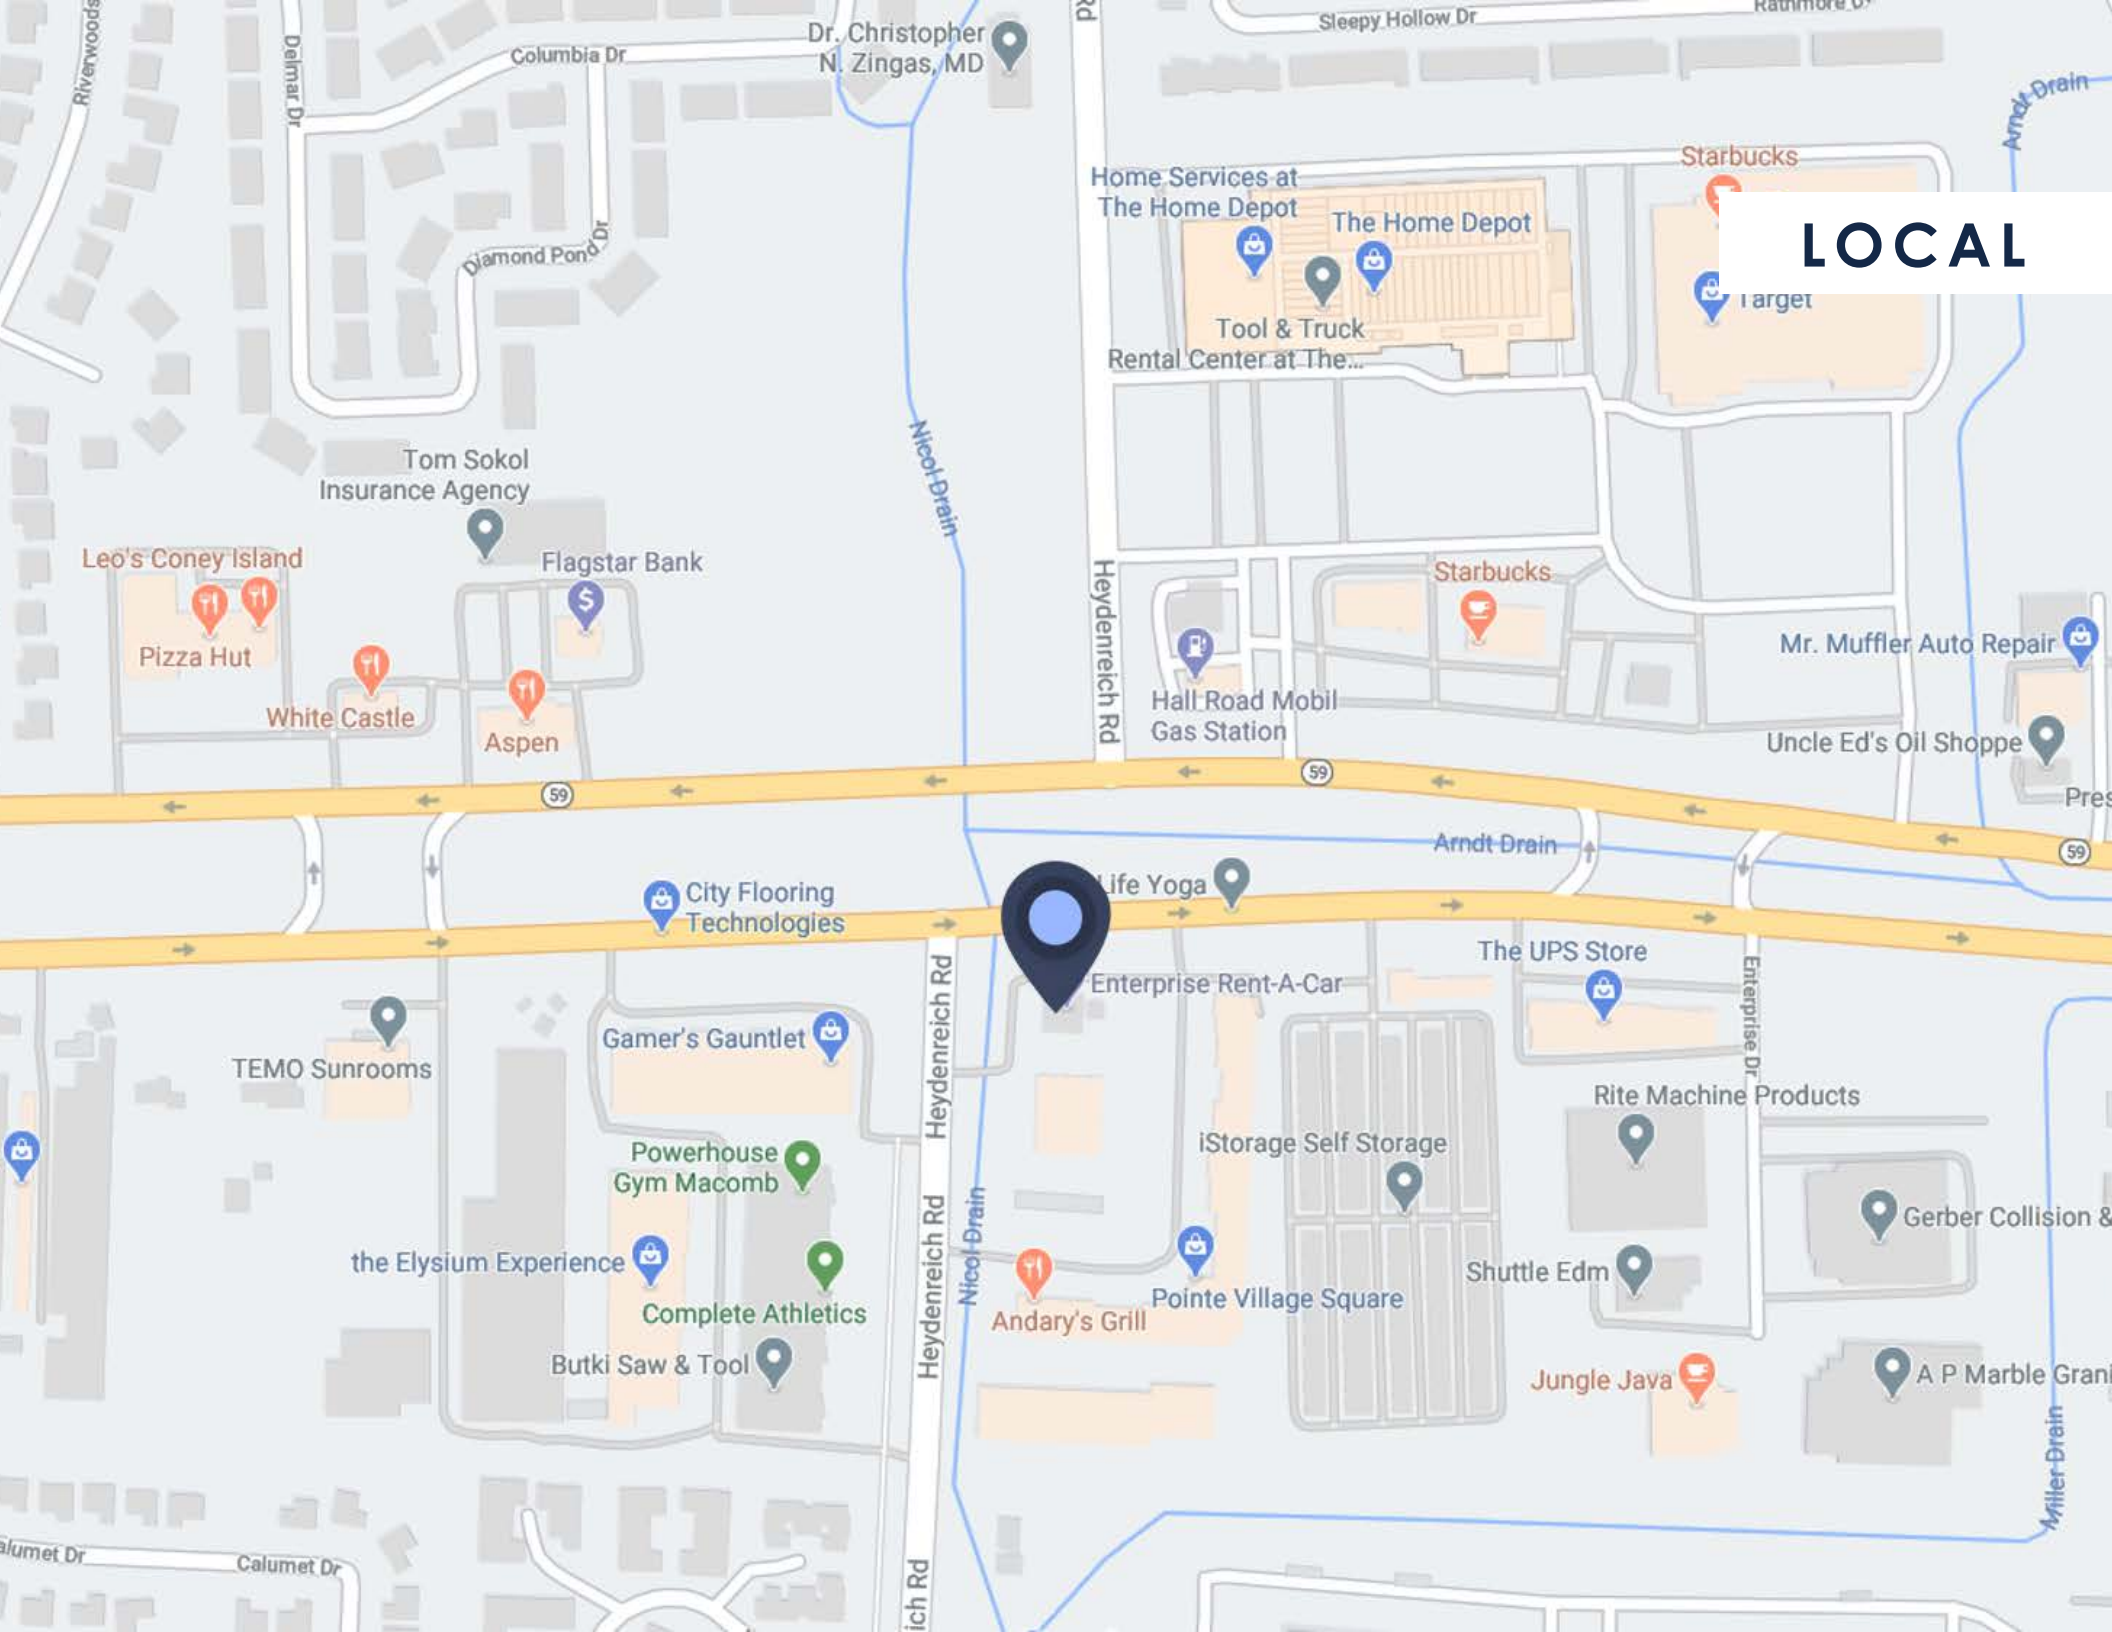 Riverwoods
Delmar Dr
Columbia Dr
Dr. Christopher
N. Zingas, MD
Rd
Sleepy Hollow Dr
Arndt Drain
Starbucks
Home Services at
The Home Depot
The Home Depot
LOCAL
Target
Diamond Pond Dr
Tool & Truck
Rental Center at The...
Nicol Drain
Tom Sokol
Insurance Agency
Leo's Coney Island
Flagstar Bank
$
Pizza Hut
White Castle
Aspen
Heydenreich Rd
Starbucks
Hall Road Mobil
Gas Station
Mr. Muffler Auto Repair
Uncle Ed's Oil Shoppe
Pres
59
59
59
Arndt Drain
City Flooring
Technologies
Life Yoga
The UPS Store
Enterprise Rent-A-Car
Heydenreich Rd
Enterprise Dr
TEMO Sunrooms
Gamer's Gauntlet
Rite Machine Products
Powerhouse
Gym Macomb
iStorage Self Storage
Heydenreich Rd
Nicol Drain
Gerber Collision &
the Elysium Experience
Shuttle Edm
Complete Athletics
Andary's Grill
Pointe Village Square
Butki Saw & Tool
Jungle Java
A P Marble Grani
Miller Drain
alumet Dr
Calumet Dr
ich Rd